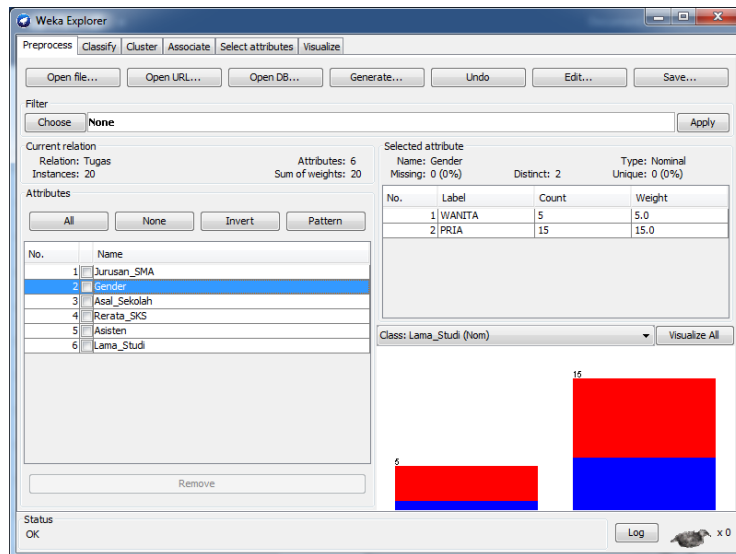 Weka Explorer
Preprocess Classify Cluster Associate Select attributes Visualize
Open file... Open URL... Open DB... Generate... Undo Edit... Save...
Filter
Choose None Apply
Current relation
Relation: Tugas Attributes: 6
Instances: 20 Sum of weights: 20
Attributes
All None Invert Pattern
No. Name
1 Jurusan_SMA
2 Gender
3 Asal_Sekolah
4 Rerata_SKS
5 Asisten
6 Lama_Studi
Remove
Selected attribute
Name: Gender Type: Nominal
Missing: 0 (0%) Distinct: 2 Unique: 0 (0%)
No. Label Count Weight
1 WANITA 5 5.0
2 PRIA 15 15.0
Class: Lama_Studi (Nom) Visualize All
15
5
Status
OK
Log x 0